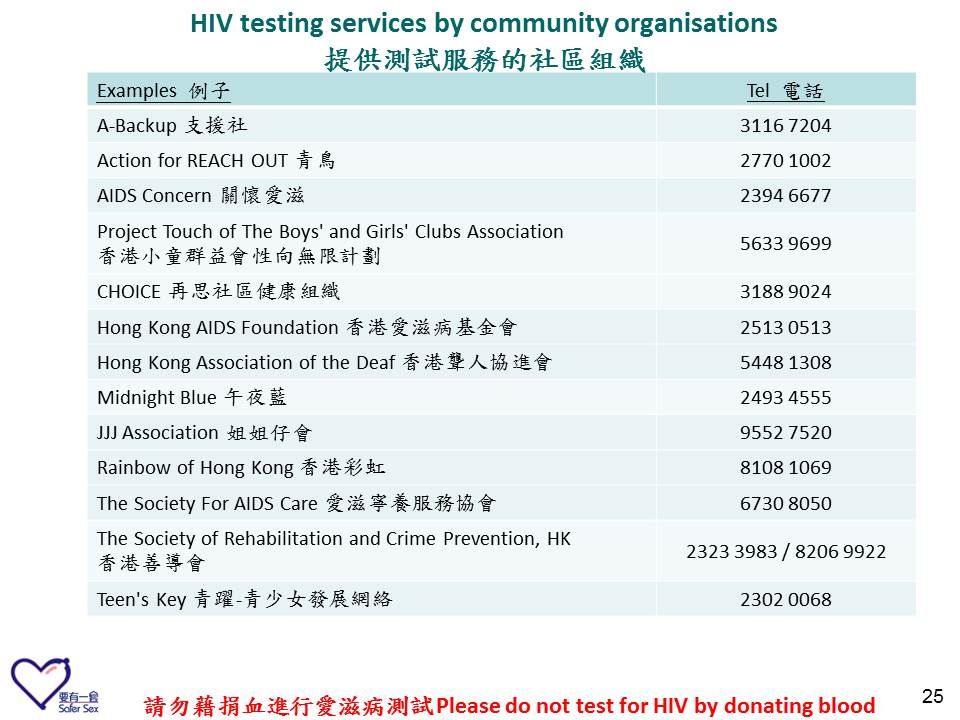 HIV testing services by community organisations
提供測試服務的社區組織
Examples 例子 Tel 電話
A-Backup 支援社 3116 7204
Action for REACH OUT 青鳥 2770 1002
AIDS Concern 關懷愛滋 2394 6677
Project Touch of The Boys' and Girls' Clubs Association
香港小童群益會性向無限計劃 5633 9699
CHOICE 再思社區健康組織 3188 9024
Hong Kong AIDS Foundation 香港愛滋病基金會 2513 0513
Hong Kong Association of the Deaf 香港聾人協進會 5448 1308
Midnight Blue 午夜藍 2493 4555
JJJ Association 姐姐仔會 9552 7520
Rainbow of Hong Kong 香港彩虹 8108 1069
The Society For AIDS Care 愛滋寧養服務協會 6730 8050
The Society of Rehabilitation and Crime Prevention, HK
香港善導會 2323 3983 / 8206 9922
Teen's Key 青躍-青少女發展網絡 2302 0068
要有一套
Safer Sex
請勿藉捐血進行愛滋病測試Please do not test for HIV by donating blood
25